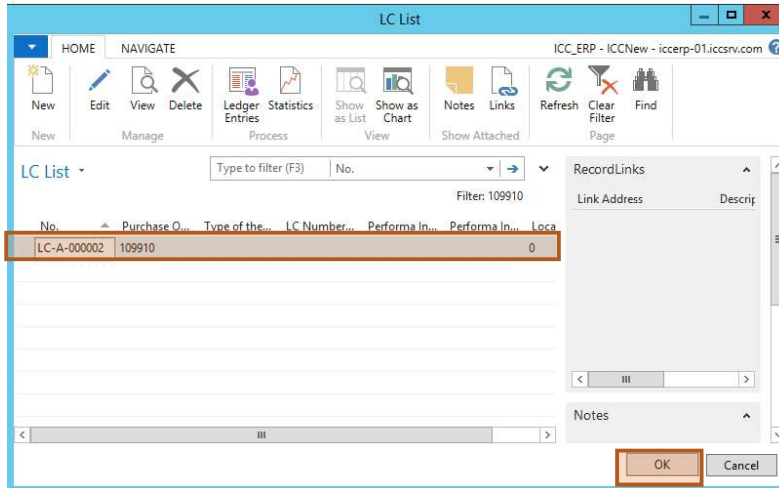 LC List
HOME NAVIGATE ICC_ERP - ICCNew - iccerp-01.iccsrv.com
New Edit View Delete Ledger Entries Statistics Show as List Show as Chart Notes Links Refresh Clear Filter Find
New Manage Process View Show Attached Page
LC List Type to filter (F3) No.
Filter: 109910
No. Purchase O... Type of the... LC Number... Performa In... Performa In... Loca
LC-A-000002 109910 0
RecordLinks
Link Address Descrip
Notes
OK Cancel